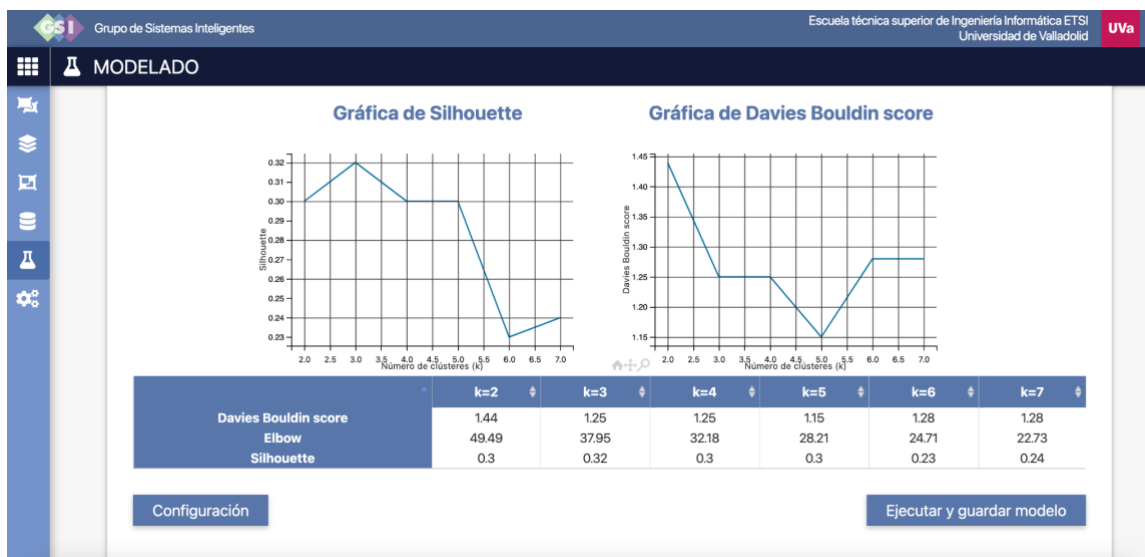 GSI
Grupo de Sistemas Inteligentes
Escuela técnica superior de Ingeniería Informática ETSI
Universidad de Valladolid
UVa
MODELADO
Gráfica de Silhouette
0.32
0.31
0.30
0.29
0.28
0.27
0.26
0.25
0.24
0.23
Silhouette
2.0 2.5 3.0 3.5 4.0 4.5 5.0 5.5 6.0 6.5 7.0
Número de clústeres (k)
Gráfica de Davies Bouldin score
1.45
1.40
1.35
1.30
1.25
1.20
1.15
Davies Bouldin score
2.0 2.5 3.0 3.5 4.0 4.5 5.0 5.5 6.0 6.5 7.0
Número de clústeres (k)
k=2 k=3 k=4 k=5 k=6 k=7
Davies Bouldin score 1.44 1.25 1.25 1.15 1.28 1.28
Elbow 49.49 37.95 32.18 28.21 24.71 22.73
Silhouette 0.3 0.32 0.3 0.3 0.23 0.24
Configuración
Ejecutar y guardar modelo